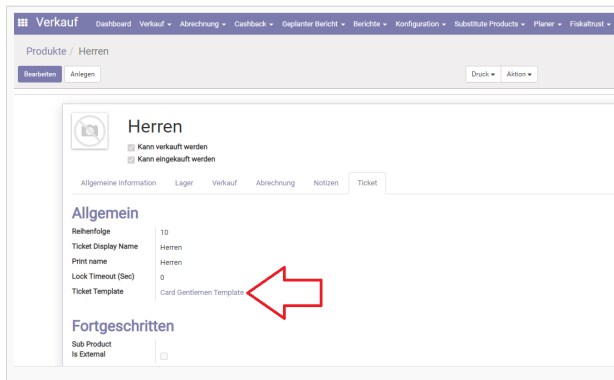 Verkauf Dashboard Verkauf Abrechnung Cashback Geplanter Bericht Berichte Konfiguration Substitute Products Planer Fiskaltrust
Produkte / Herren
Bearbeiten Anlegen Druck Aktion
Herren
Kann verkauft werden
Kann eingekauft werden
Allgemeine Information Lager Verkauf Abrechnung Notizen Ticket
Allgemein
Reihenfolge 10
Ticket Display Name Herren
Print name Herren
Lock Timeout (Sec) 0
Ticket Template Card Gentlemen Template
Fortgeschritten
Sub Product
Is External